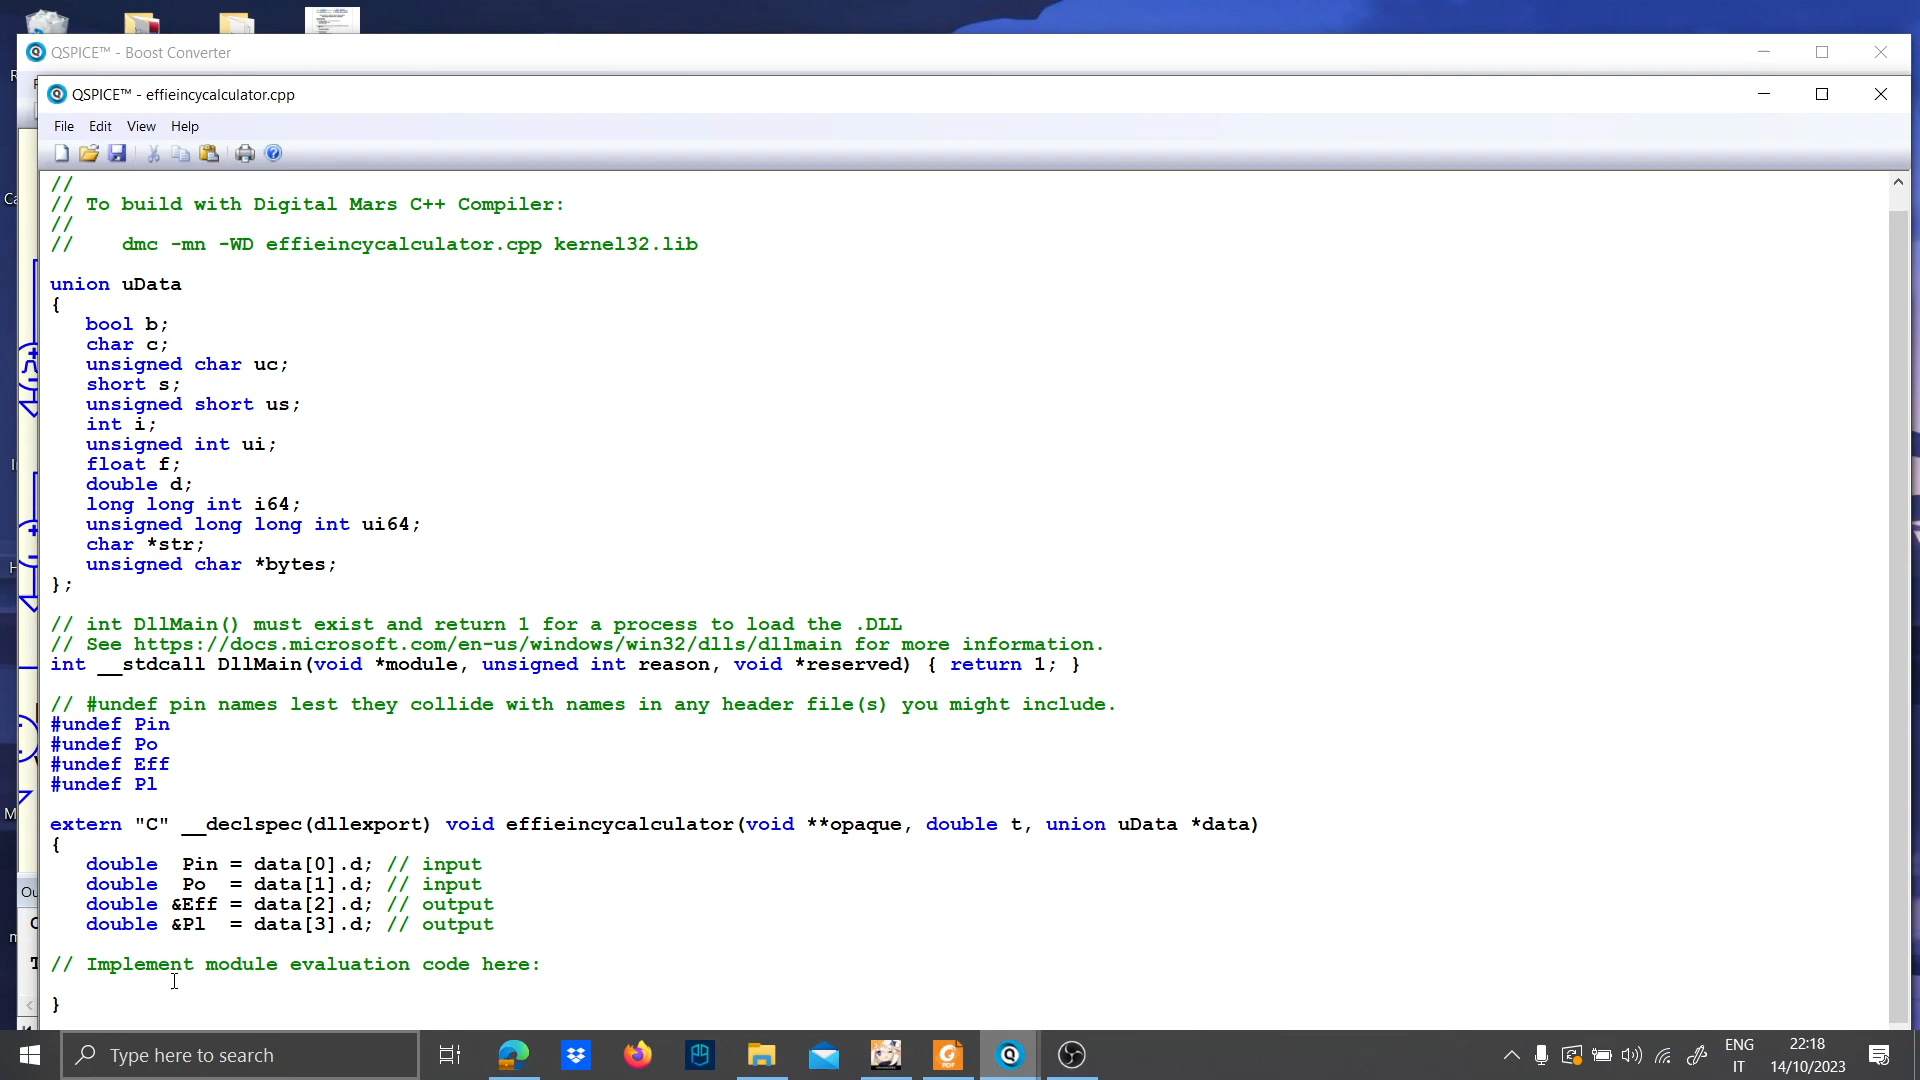 QSPICE™ - Boost Converter
QSPICE™ - effieincycalculator.cpp
File Edit View Help
//
// To build with Digital Mars C++ Compiler:
//
//    dmc -mn -WD effieincycalculator.cpp kernel32.lib
union uData
{
bool b;
char c;
unsigned char uc;
short s;
unsigned short us;
int i;
unsigned int ui;
float f;
double d;
long long int i64;
unsigned long long int ui64;
char *str;
unsigned char *bytes;
};
// int DllMain() must exist and return 1 for a process to load the .DLL
// See https://docs.microsoft.com/en-us/windows/win32/dlls/dllmain for more information.
int __stdcall DllMain(void *module, unsigned int reason, void *reserved) { return 1; }
// #undef pin names lest they collide with names in any header file(s) you might include.
#undef Pin
#undef Po
#undef Eff
#undef Pl
extern "C" __declspec(dllexport) void effieincycalculator(void **opaque, double t, union uData *data)
{
double  Pin = data[0].d; // input
double  Po  = data[1].d; // input
double &Eff = data[2].d; // output
double &Pl  = data[3].d; // output
// Implement module evaluation code here:
}
Type here to search
ENG
IT
22:18
14/10/2023